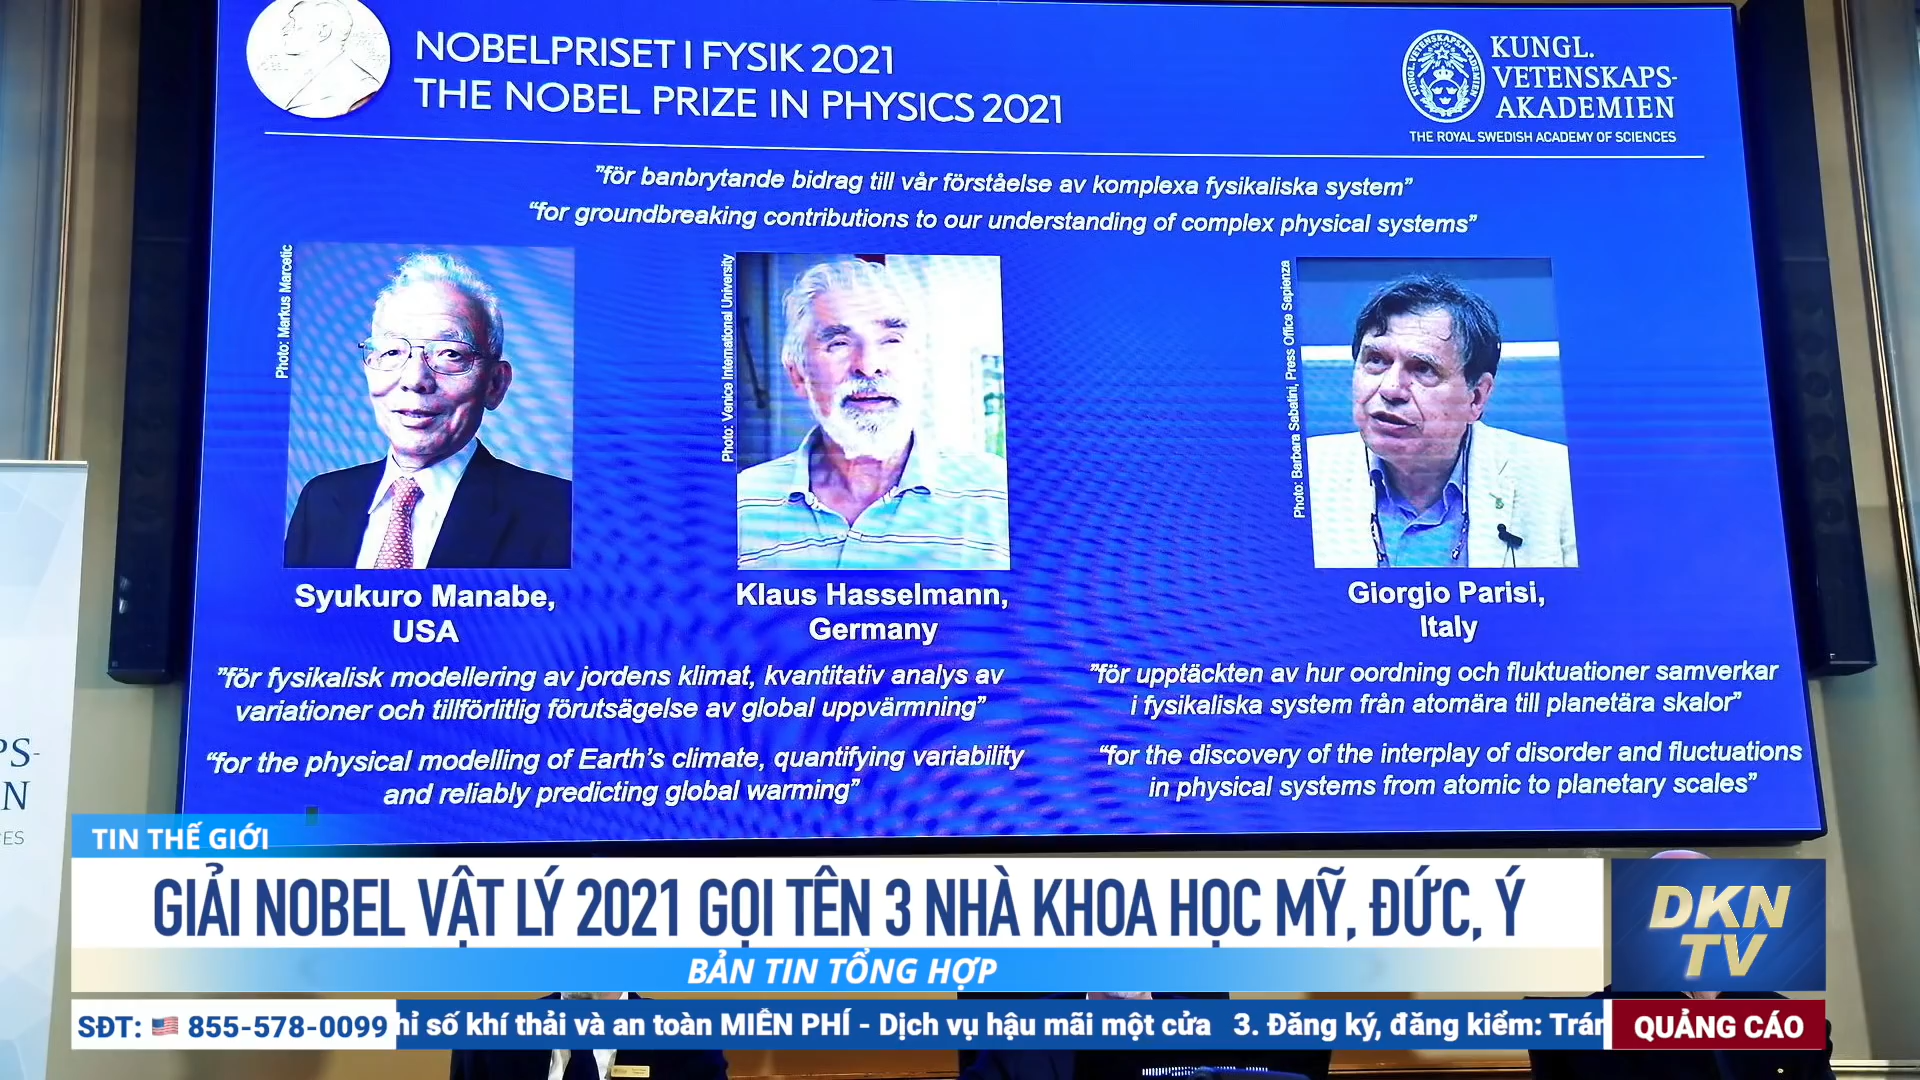 NOBELPRISET I FYSIK 2021
THE NOBEL PRIZE IN PHYSICS 2021
KUNGL.
VETENSKAPS-
AKADEMIEN
THE ROYAL SWEDISH ACADEMY OF SCIENCES
"för banbrytande bidrag till vår förståelse av komplexa fysikaliska system"
"for groundbreaking contributions to our understanding of complex physical systems"
Photo: Markus Marcetic
Photo: Venice International University
Photo: Barbara Sabatini, Press Office Sapienza
Syukuro Manabe,
USA
Klaus Hasselmann,
Germany
Giorgio Parisi,
Italy
"för fysikalisk modellering av jordens klimat, kvantitativ analys av
variationer och tillförlitlig förutsägelse av global uppvärmning"
"for the physical modelling of Earth's climate, quantifying variability
and reliably predicting global warming"
"för upptäckten av hur oordning och fluktuationer samverkar
i fysikaliska system från atomära till planetära skalor"
"for the discovery of the interplay of disorder and fluctuations
in physical systems from atomic to planetary scales"
PS-
N
ES
TIN THẾ GIỚI
GIẢI NOBEL VẬT LÝ 2021 GỌI TÊN 3 NHÀ KHOA HỌC MỸ, ĐỨC, Ý
BẢN TIN TỔNG HỢP
DKN
TV
SĐT: 855-578-0099 hỉ số khí thải và an toàn MIỄN PHÍ - Dịch vụ hậu mãi một cửa 3. Đăng ký, đăng kiểm: Trán
QUẢNG CÁO